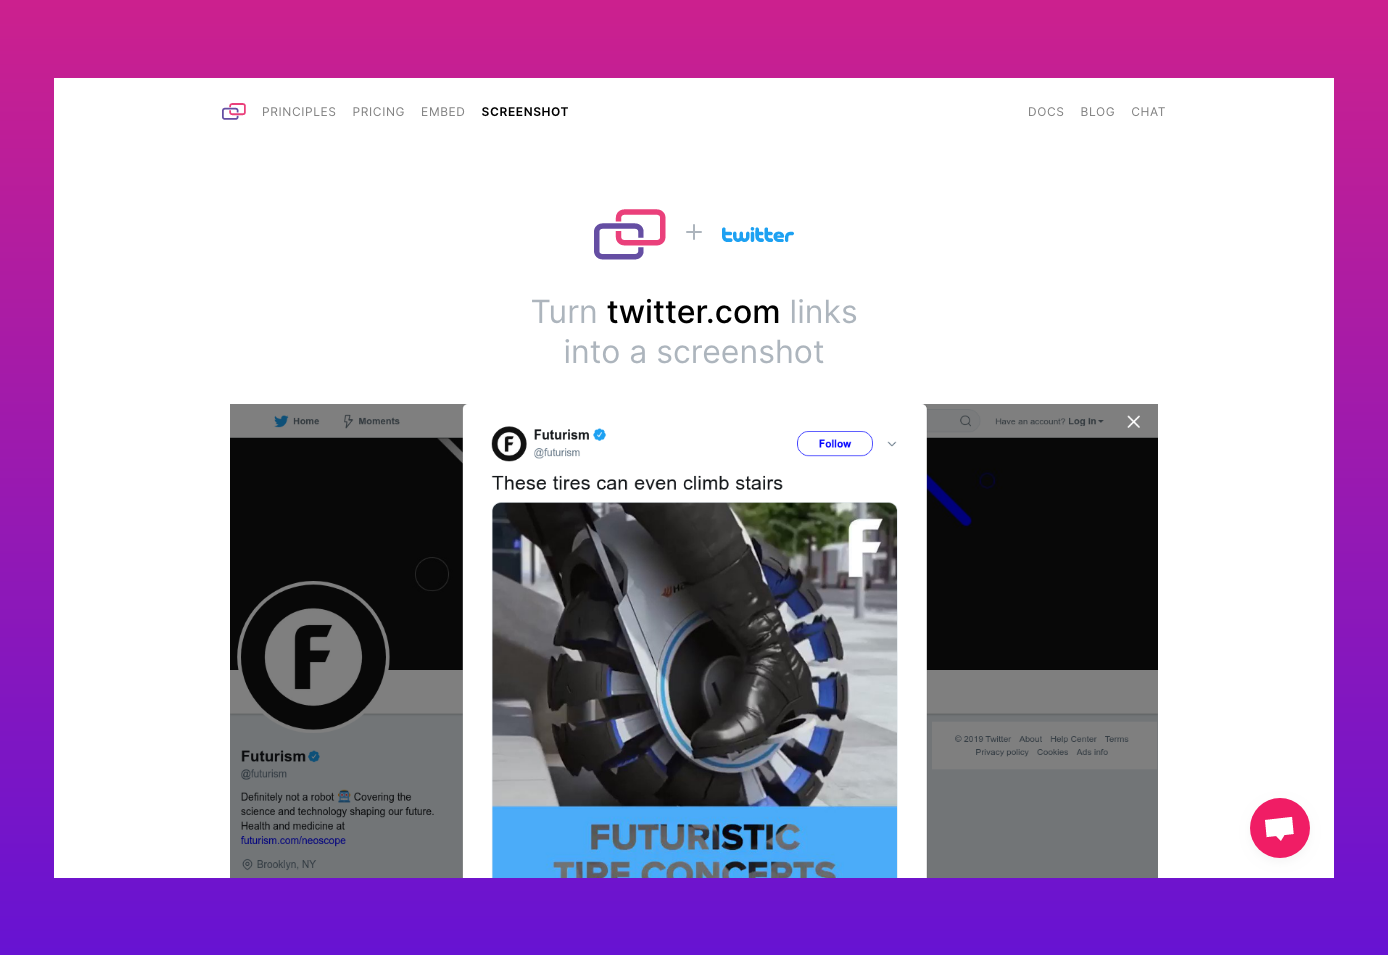 PRINCIPLES PRICING EMBED SCREENSHOT DOCS BLOG CHAT
twitter
Turn twitter.com links
into a screenshot
Home Moments
Have an account? Log in
Futurism
@futurism
Follow
These tires can even climb stairs
F
F
F
FUTURISTIC
TIRE CONCEPTS
Futurism
@futurism
Definitely not a robot Covering the
science and technology shaping our future.
Health and medicine at
futurism.com/neoscope
Brooklyn, NY
© 2019 Twitter About Help Center Terms
Privacy policy Cookies Ads info